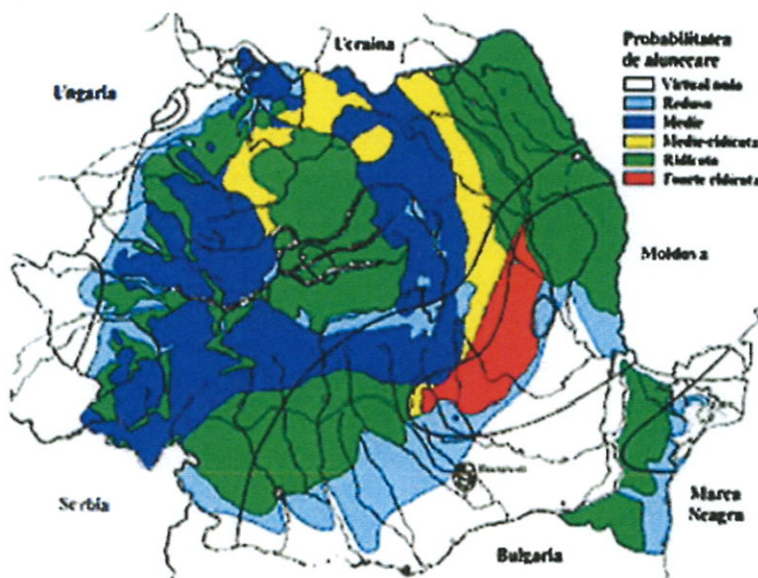 Ucraina
Ungaria
Probabilitatea
de alunecare
Virtual nula
Redusa
Medie
Medie-ridicata
Ridicata
Foarte ridicata
Moldova
Bucuresti
Serbia
Marea
Neagra
Bulgaria